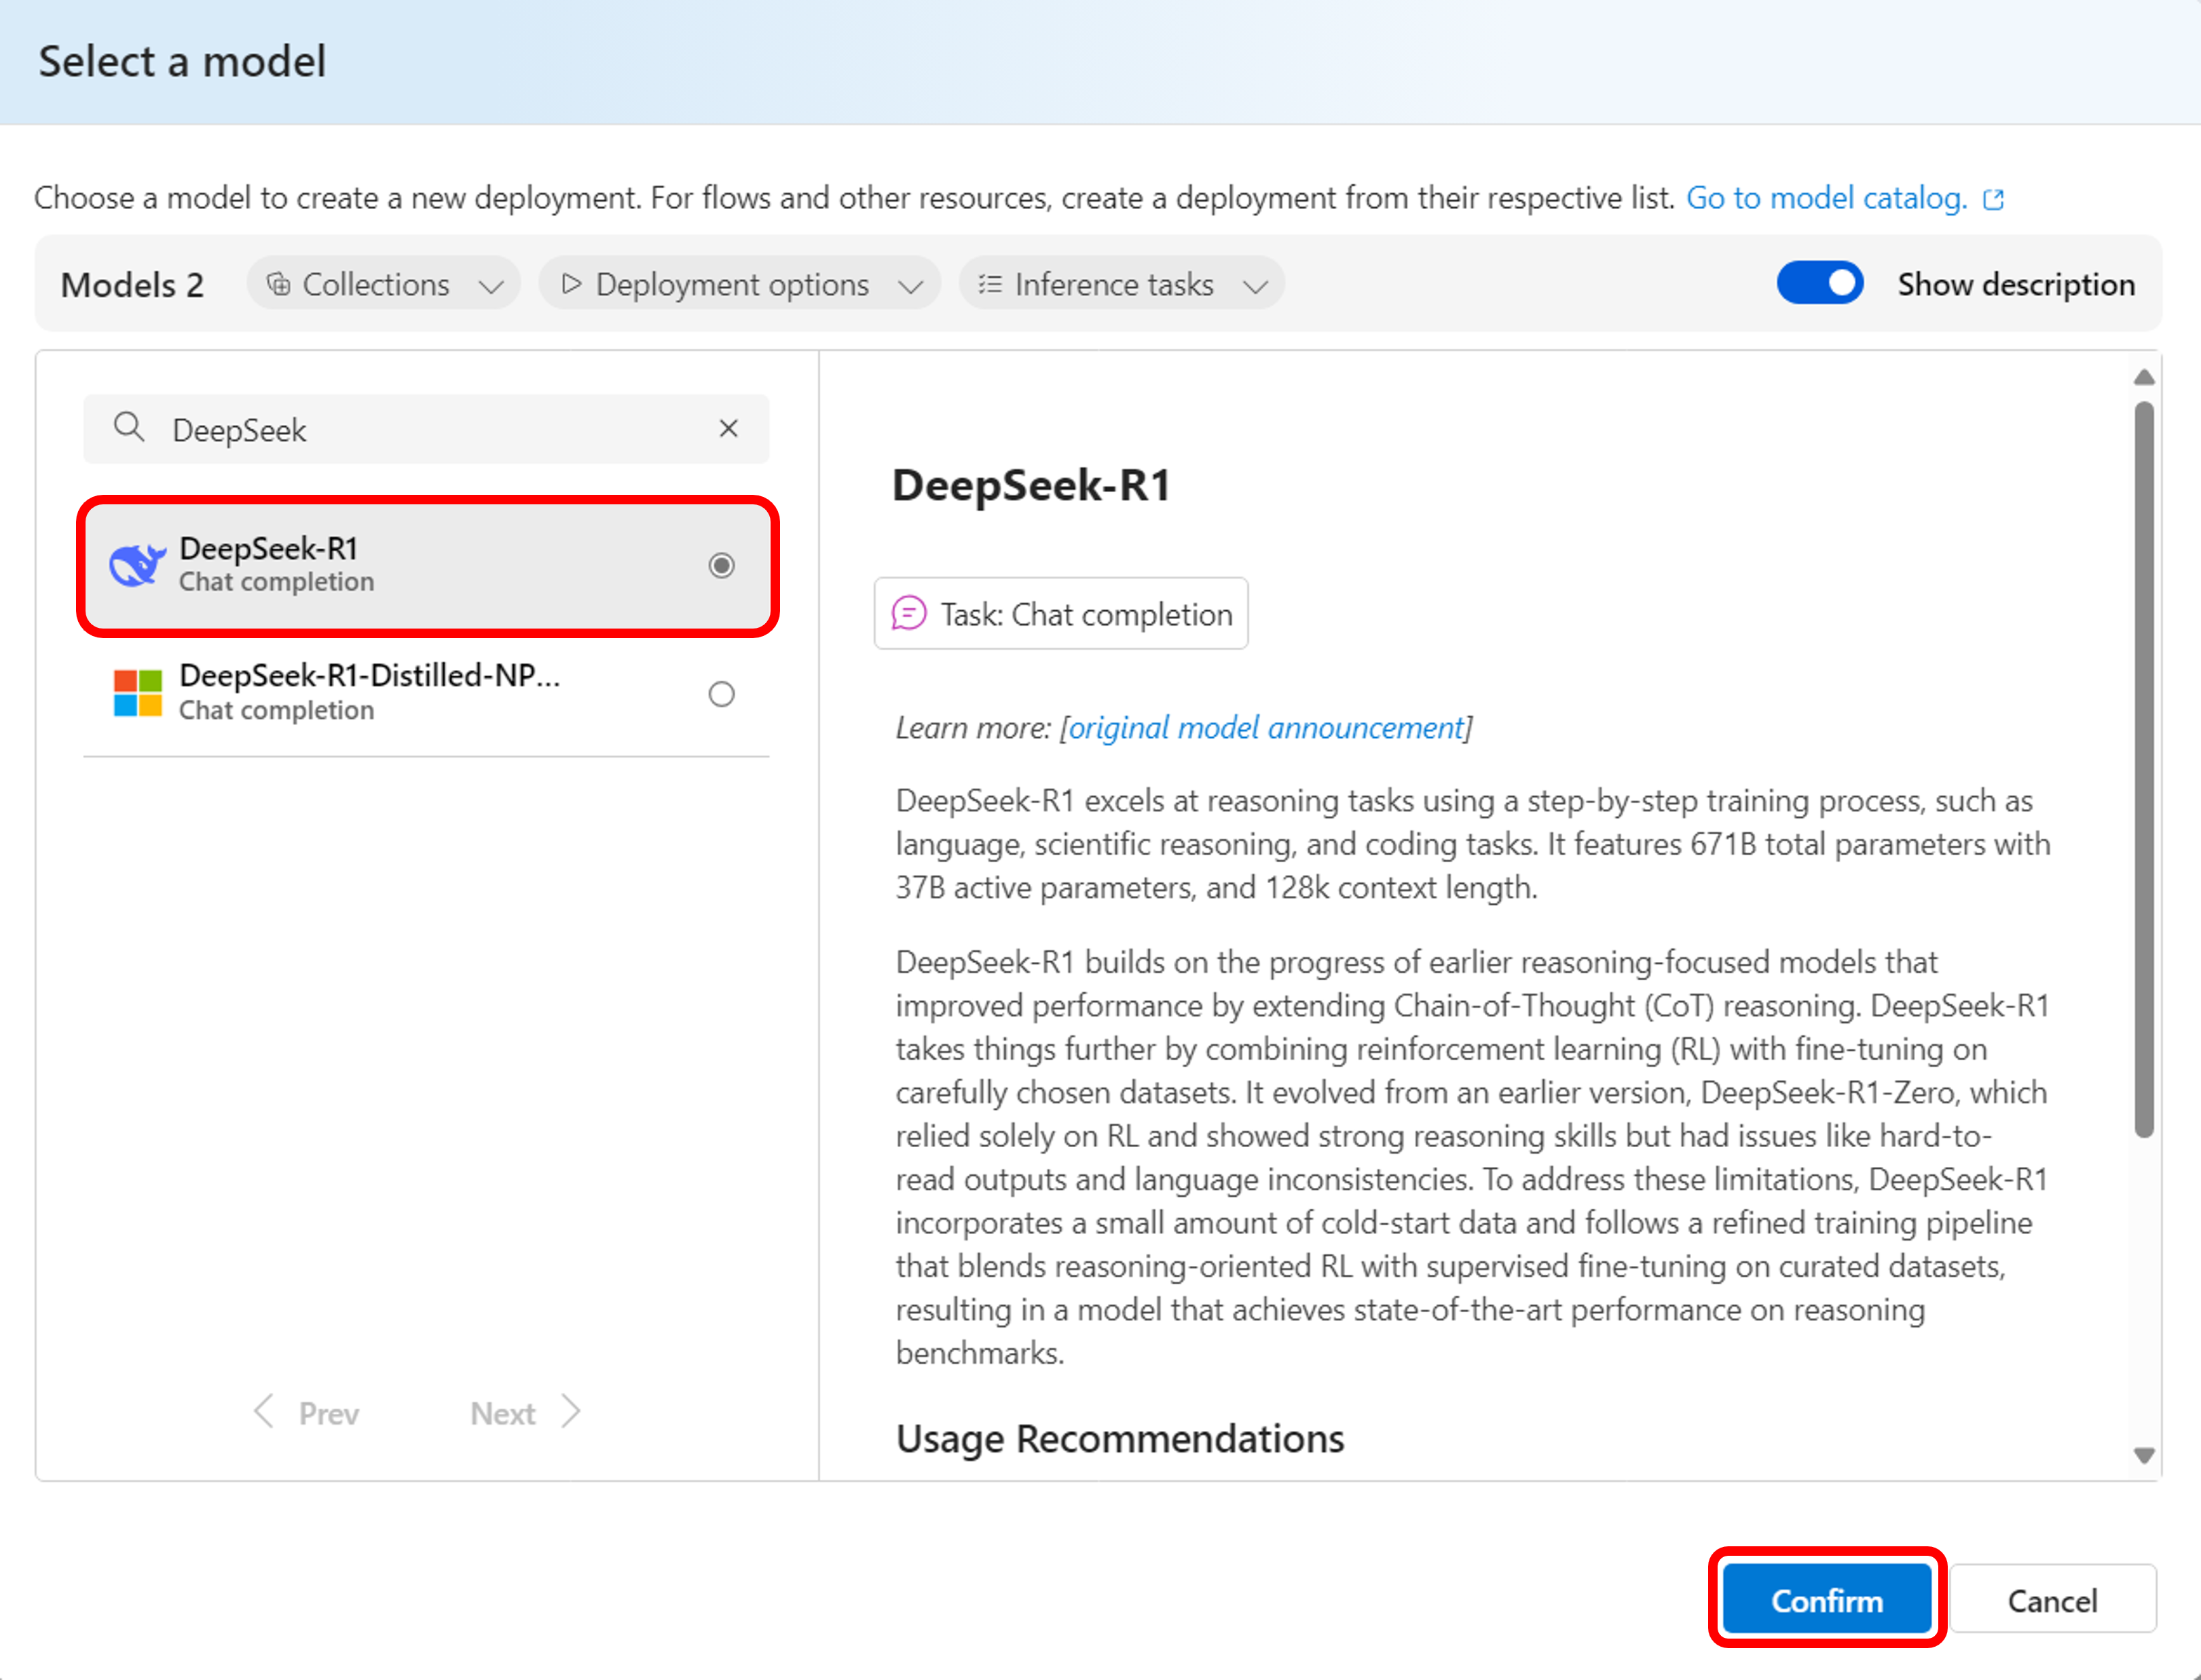 Select a model
Choose a model to create a new deployment. For flows and other resources, create a deployment from their respective list. Go to model catalog.
Models 2 Collections Deployment options Inference tasks Show description
DeepSeek
DeepSeek-R1
Chat completion
DeepSeek-R1-Distilled-NP...
Chat completion
Prev Next
DeepSeek-R1
Task: Chat completion
Learn more: [original model announcement]
DeepSeek-R1 excels at reasoning tasks using a step-by-step training process, such as
language, scientific reasoning, and coding tasks. It features 671B total parameters with
37B active parameters, and 128k context length.
DeepSeek-R1 builds on the progress of earlier reasoning-focused models that
improved performance by extending Chain-of-Thought (CoT) reasoning. DeepSeek-R1
takes things further by combining reinforcement learning (RL) with fine-tuning on
carefully chosen datasets. It evolved from an earlier version, DeepSeek-R1-Zero, which
relied solely on RL and showed strong reasoning skills but had issues like hard-to-
read outputs and language inconsistencies. To address these limitations, DeepSeek-R1
incorporates a small amount of cold-start data and follows a refined training pipeline
that blends reasoning-oriented RL with supervised fine-tuning on curated datasets,
resulting in a model that achieves state-of-the-art performance on reasoning
benchmarks.
Usage Recommendations
Confirm Cancel